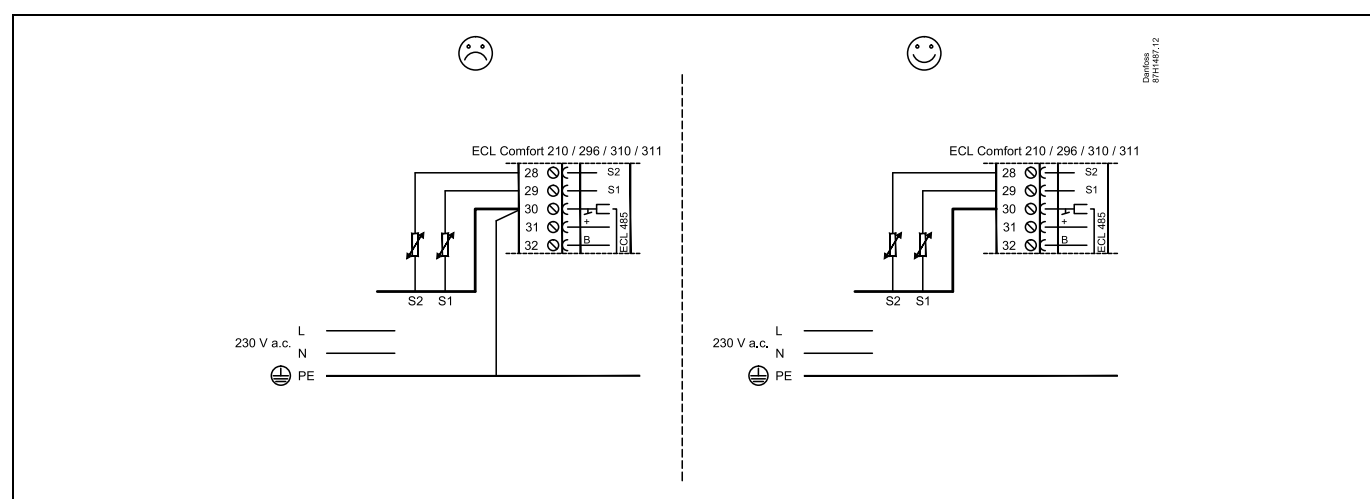 Danfoss
87H1487.12
ECL Comfort 210 / 296 / 310 / 311
28 S2
29 S1
30
31 +
32 B
ECL 485
S2 S1
L
230 V a.c.
N
PE
ECL Comfort 210 / 296 / 310 / 311
28 S2
29 S1
30
31 +
32 B
ECL 485
S2 S1
L
230 V a.c.
N
PE